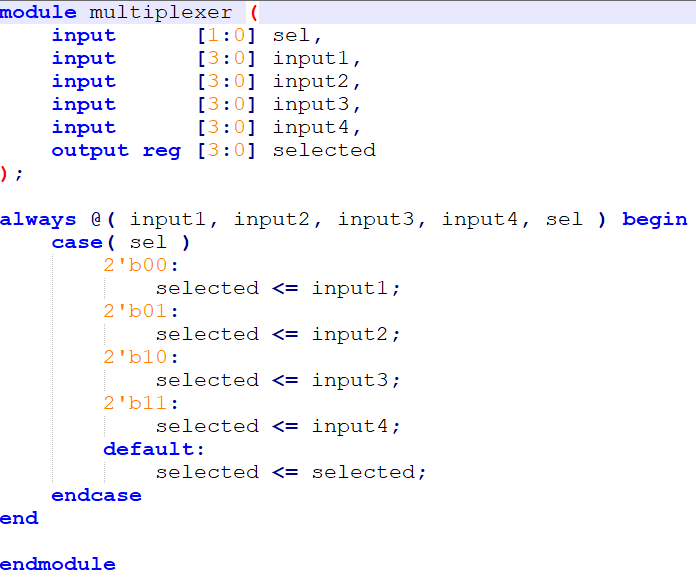 module multiplexer (
    input      [1:0] sel,
    input      [3:0] input1,
    input      [3:0] input2,
    input      [3:0] input3,
    input      [3:0] input4,
    output reg [3:0] selected
);

always @( input1, input2, input3, input4, sel ) begin
    case( sel )
        2'b00:
            selected <= input1;
        2'b01:
            selected <= input2;
        2'b10:
            selected <= input3;
        2'b11:
            selected <= input4;
        default:
            selected <= selected;
    endcase
end

endmodule